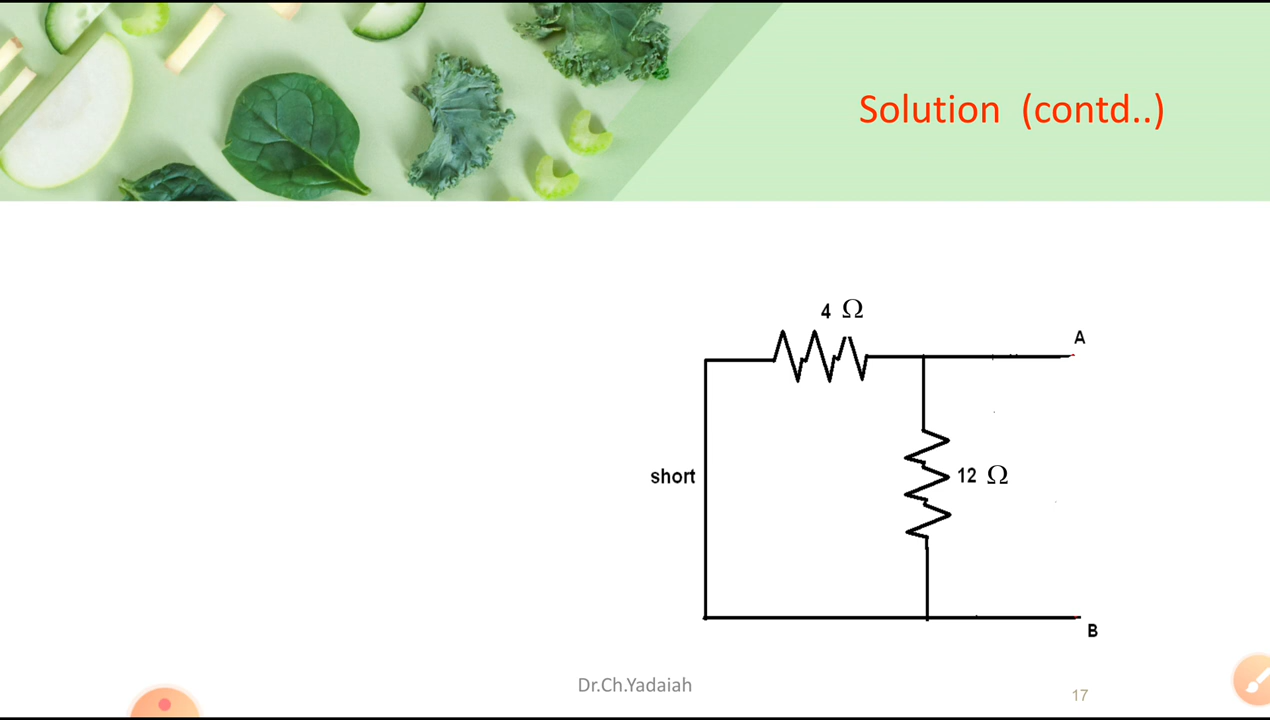 Solution (contd..)
4 Ω
A
short
12 Ω
B
Dr.Ch.Yadaiah
17